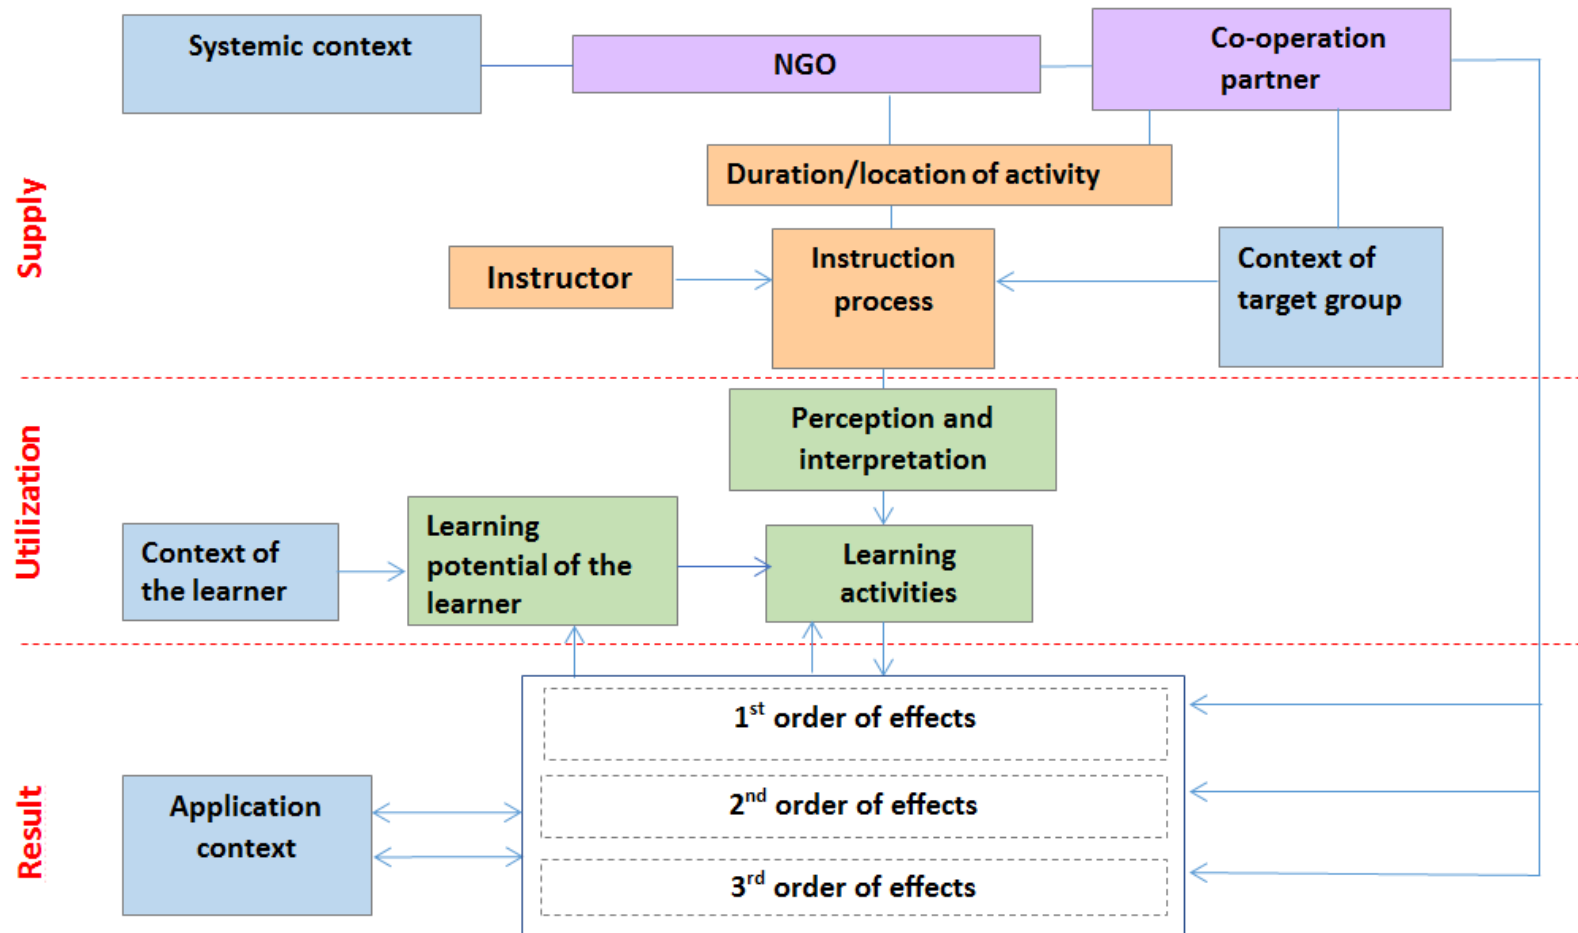 Systemic context
NGO
Co-operation
partner
Supply
Duration/location of activity
Instructor
Instruction
process
Context of
target group
Utilization
Perception and
interpretation
Context of
the learner
Learning
potential of the
learner
Learning
activities
Result
1st order of effects
Application
context
2nd order of effects
3rd order of effects